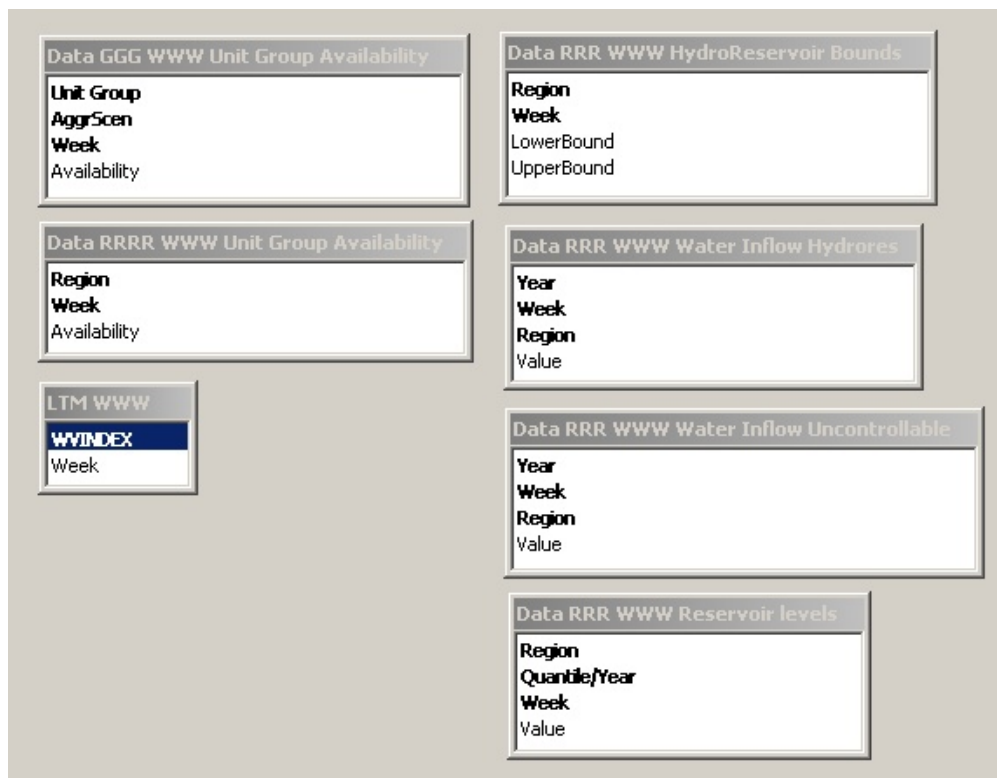 Data GGG WWW Unit Group Availability
Unit Group
AggrScen
Week
Availability
Data RRRR WWW Unit Group Availability
Region
Week
Availability
LTM WWW
WVINDEX
Week
Data RRR WWW HydroReservoir Bounds
Region
Week
LowerBound
UpperBound
Data RRR WWW Water Inflow Hydrores
Year
Week
Region
Value
Data RRR WWW Water Inflow Uncontrollable
Year
Week
Region
Value
Data RRR WWW Reservoir levels
Region
Quantile/Year
Week
Value